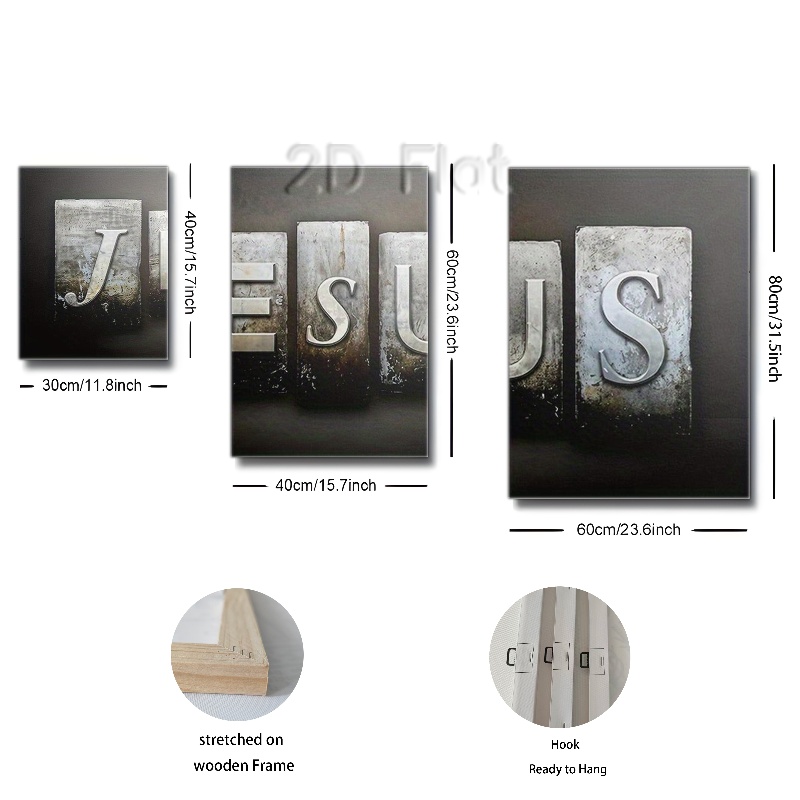 2D Flat
J
E S U
U S
40cm/15.7inch
30cm/11.8inch
60cm/23.6inch
40cm/15.7inch
80cm/31.5inch
60cm/23.6inch
stretched on
wooden Frame
Hook
Ready to Hang